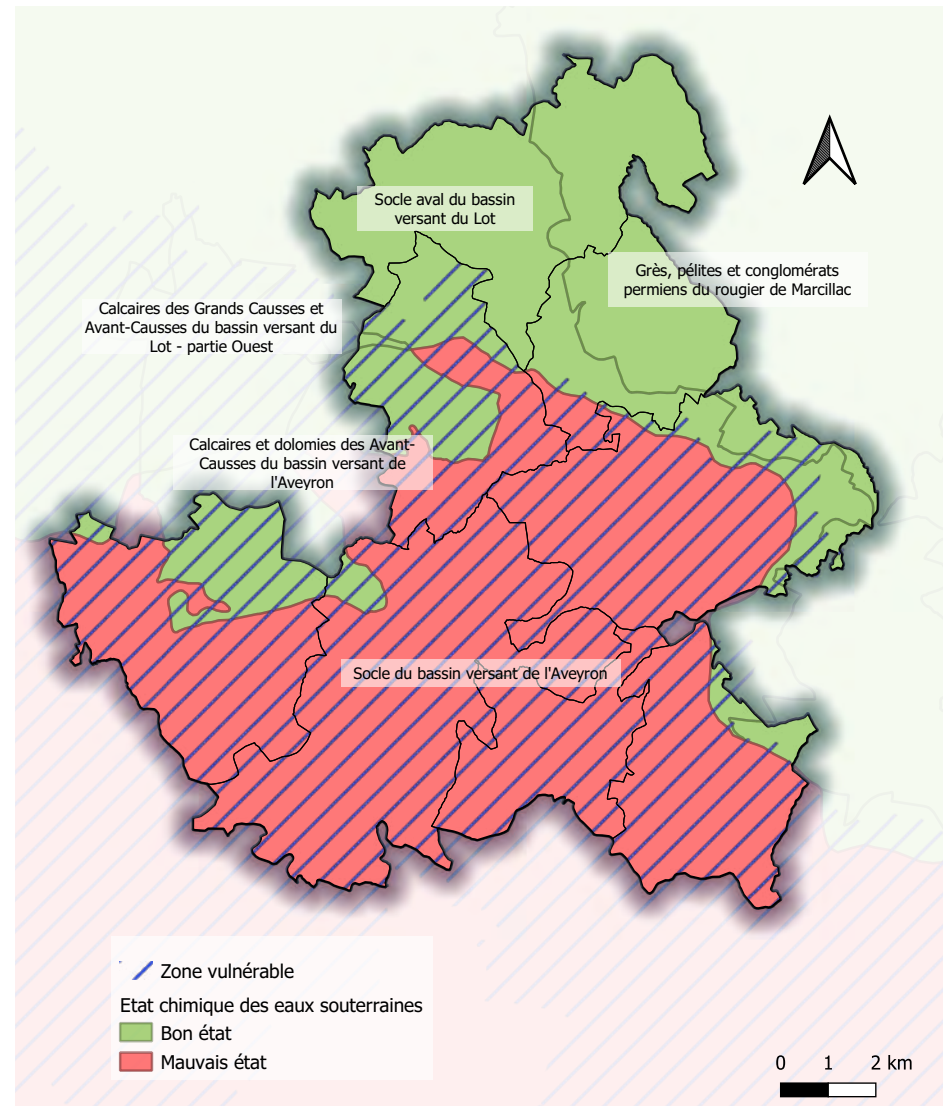 Socle aval du bassin
versant du Lot
Grès, pélites et conglomérats
permiens du rougier de Marcillac
Calcaires des Grands Causses et
Avant-Causses du bassin versant du
Lot - partie Ouest
Calcaires et dolomies des Avant-
Causses du bassin versant de
l'Aveyron
Socle du bassin versant de l'Aveyron
Zone vulnérable
Etat chimique des eaux souterraines
Bon état
Mauvais état
0 1 2 km